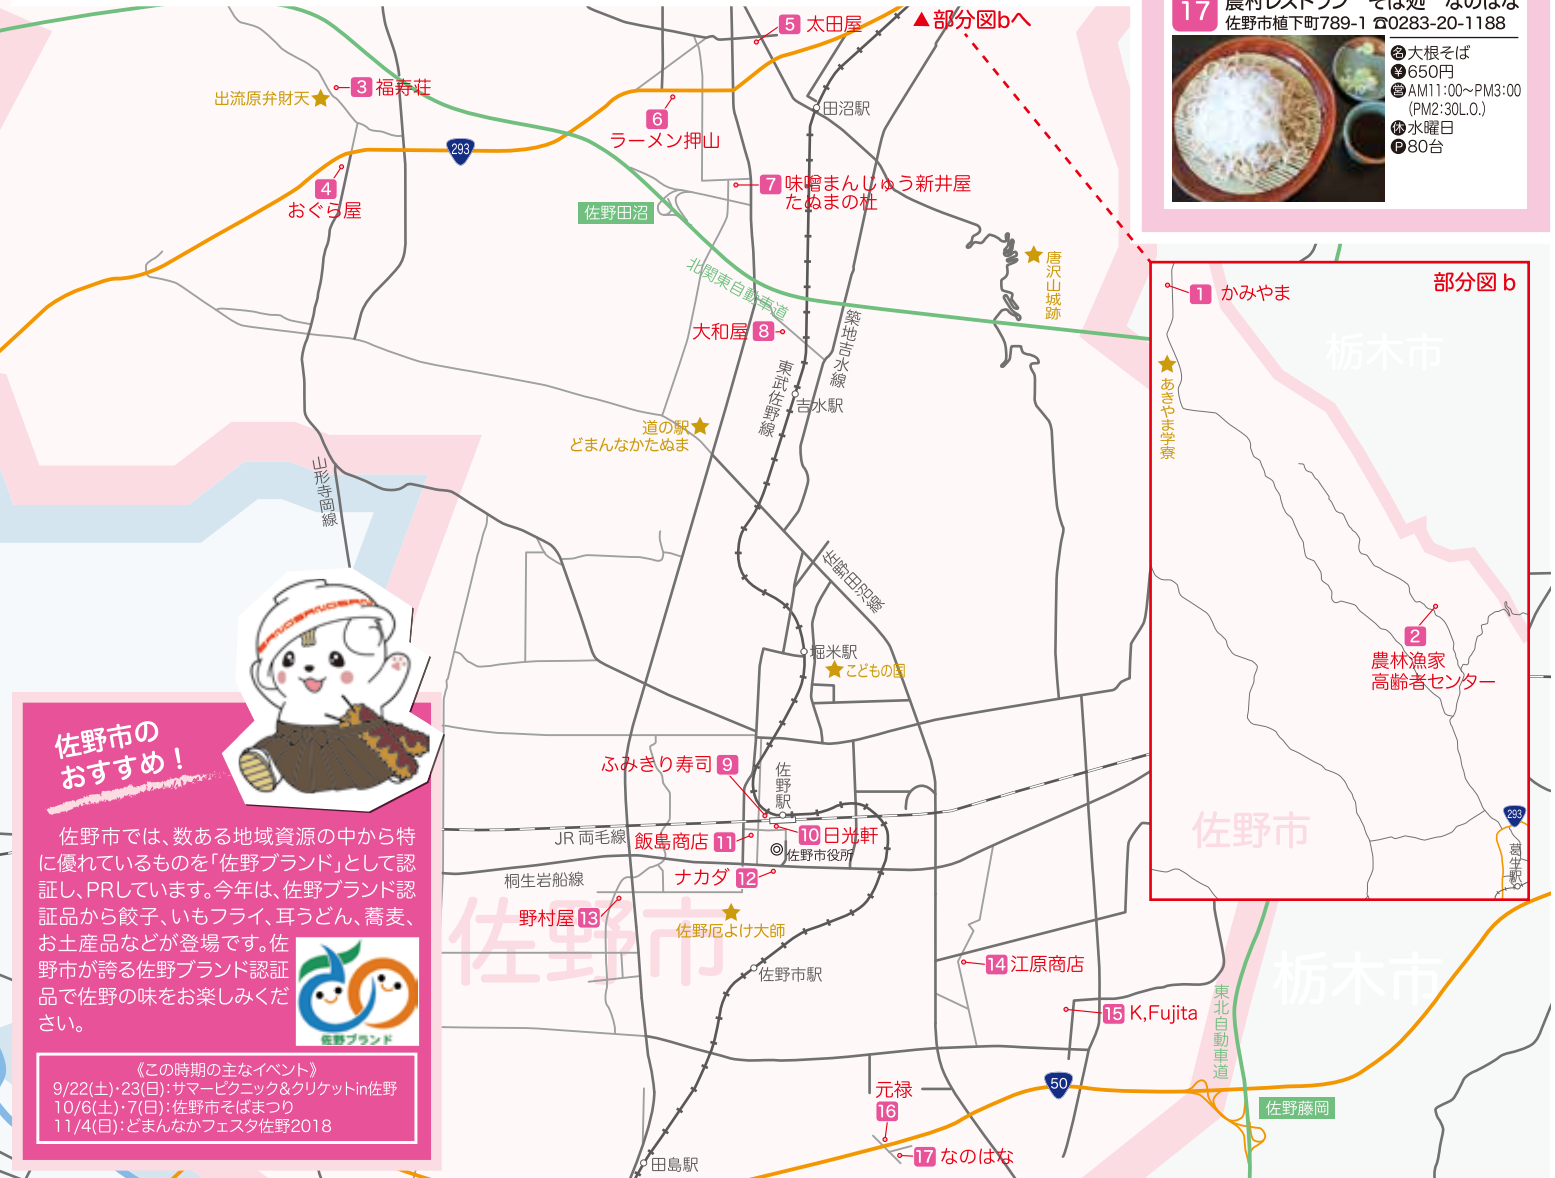 ▲部分図bへ
17 農村レストラン そば処 なのはな
佐野市植下町789-1 ☎0283-20-1188
名大根そば
¥650円
営AM11:00~PM3:00
(PM2:30L.O.)
休水曜日
P80台
5 太田屋
3 福寿荘
出流原弁財天
293
6
ラーメン押山
田沼駅
4
おぐら屋
7 味噌まんじゅう新井屋
たぬまの杜
佐野田沼
北関東自動車道
唐沢山城跡
大和屋 8
築地吉水線
東武佐野線
吉水駅
道の駅
どまんなかたぬま
山形寺岡線
佐野田沼線
堀米駅
こどもの国
部分図 b
1 かみやま
栃木市
あきやま学寮
2
農林漁家
高齢者センター
佐野市
293
葛生駅
ふみきり寿司 9
佐野駅
JR 両毛線
飯島商店 11
10 日光軒
佐野市役所
桐生岩船線
ナカダ 12
野村屋 13
佐野市
佐野厄よけ大師
佐野市駅
14 江原商店
15 K,Fujita
東北自動車道
栃木市
元禄
16
50
佐野藤岡
17 なのはな
田島駅
SANOSANOSAN
佐野市の
おすすめ！
佐野市では、数ある地域資源の中から特
に優れているものを「佐野ブランド」として認
証し、PRしています。今年は、佐野ブランド認
証品から餃子、いもフライ、耳うどん、蕎麦、
お土産品などが登場です。佐
野市が誇る佐野ブランド認証
品で佐野の味をお楽しみくだ
さい。
佐野ブランド
《この時期の主なイベント》
9/22(土)・23(日)：サマーピクニック&クリケットin佐野
10/6(土)・7(日)：佐野市そばまつり
11/4(日)：どまんなかフェスタ佐野2018